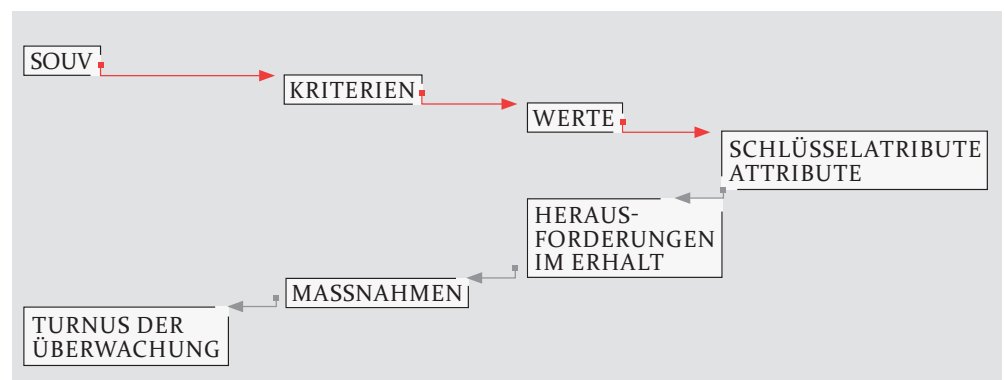 SOUV
KRITERIEN
WERTE
SCHLÜSSELATRIBUTE
ATTRIBUTE
HERAUS-
FORDERUNGEN
IM ERHALT
MASSNAHMEN
TURNUS DER
ÜBERWACHUNG